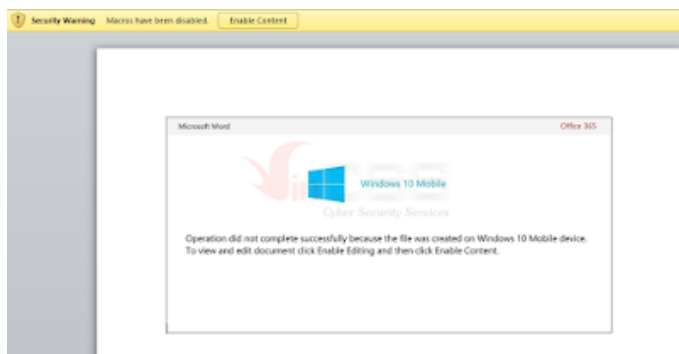 Security Warning Macros have been disabled. Enable Content
Microsoft Word Office 365
Windows 10 Mobile
Cyber Security Services
Operation did not complete successfully because the file was created on Windows 10 Mobile device.
To view and edit document click Enable Editing and then click Enable Content.